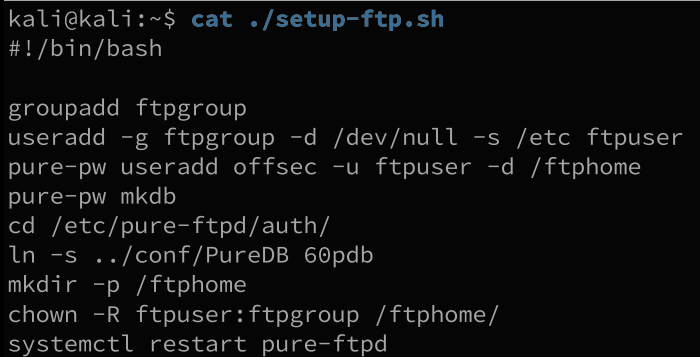 kali@kali:~$ cat ./setup-ftp.sh
#!/bin/bash
groupadd ftpgroup
useradd -g ftpgroup -d /dev/null -s /etc ftpuser
pure-pw useradd offsec -u ftpuser -d /ftphome
pure-pw mkdb
cd /etc/pure-ftpd/auth/
ln -s ../conf/PureDB 60pdb
mkdir -p /ftphome
chown -R ftpuser:ftpgroup /ftphome/
systemctl restart pure-ftpd